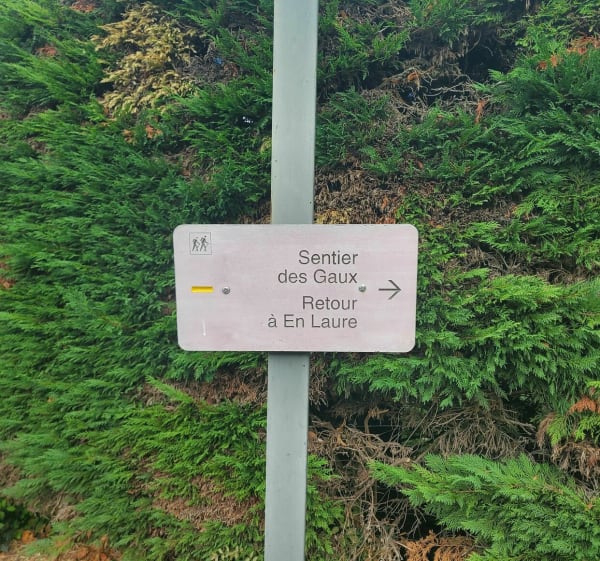 Sentier
des Gaux
Retour
à En Laure